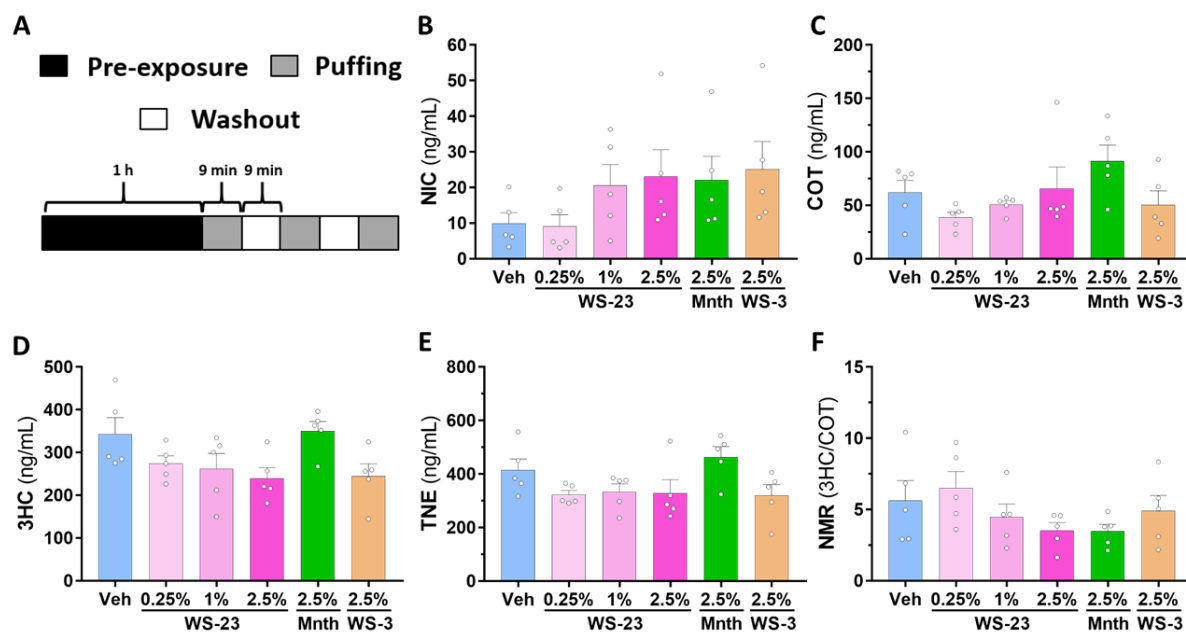 A
Pre-exposure
Puffing
Washout
1 h
9 min
9 min
B
NIC (ng/mL)
60
50
40
30
20
10
0
Veh
0.25%
1%
2.5%
2.5%
2.5%
WS-23
Mnth
WS-3
C
COT (ng/mL)
200
150
100
50
0
Veh
0.25%
1%
2.5%
2.5%
2.5%
WS-23
Mnth
WS-3
D
3HC (ng/mL)
500
400
300
200
100
0
Veh
0.25%
1%
2.5%
2.5%
2.5%
WS-23
Mnth
WS-3
E
TNE (ng/mL)
800
600
400
200
0
Veh
0.25%
1%
2.5%
2.5%
2.5%
WS-23
Mnth
WS-3
F
NMR (3HC/COT)
15
10
5
0
Veh
0.25%
1%
2.5%
2.5%
2.5%
WS-23
Mnth
WS-3